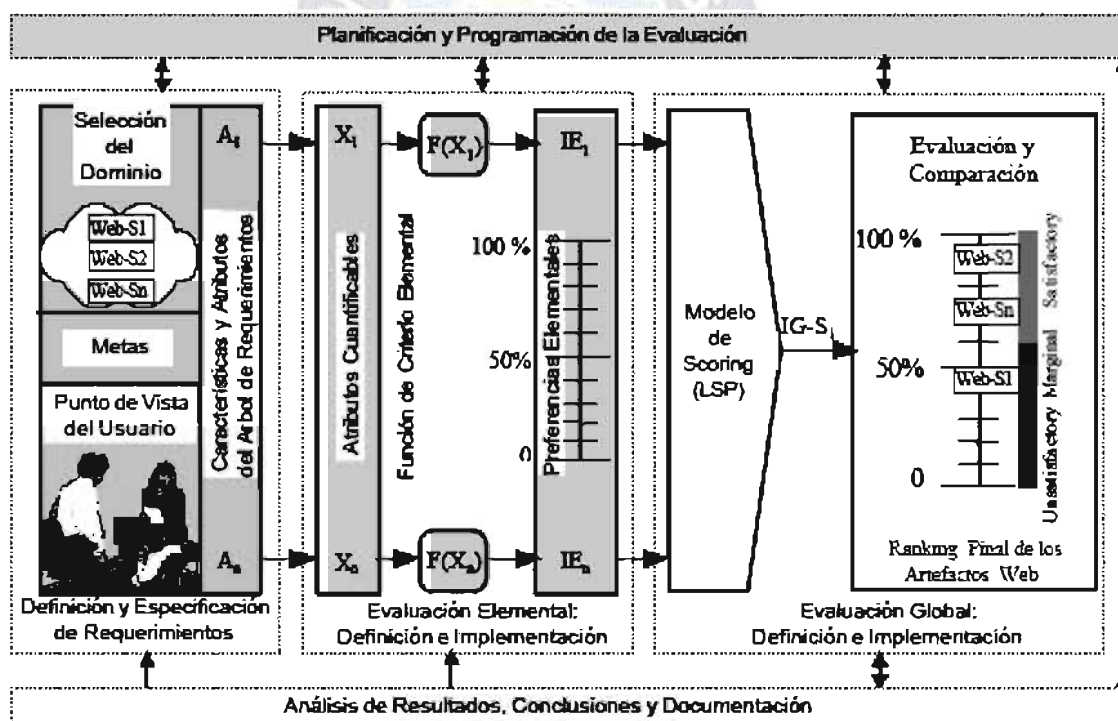 Planificación y Programación de la Evaluación
Selección
del
Dominio
Web-S1
Web-S2
Web-Sn
Metas
Punto de Vista
del Usuario
A1
Características y Atributos
del Arbol de Requerimientos
An
Definición y Especificación
de Requerimientos
X1
Atributos Cuantificables
Xn
F(X1)
Función de Criterio Elemental
F(Xn)
IE1
100 %
50%
0
Preferencias Elementales
IEn
Evaluación Elemental:
Definición e Implementación
Modelo
de
Scoring
(LSP)
IG-S
Evaluación y
Comparación
100 %
50%
0
Web-S2
Web-Sn
Web-S1
Unsatisfactory Marginal Satisfactory
Ranking Final de los
Artefactos Web
Evaluación Global:
Definición e Implementación
Análisis de Resultados, Conclusiones y Documentación